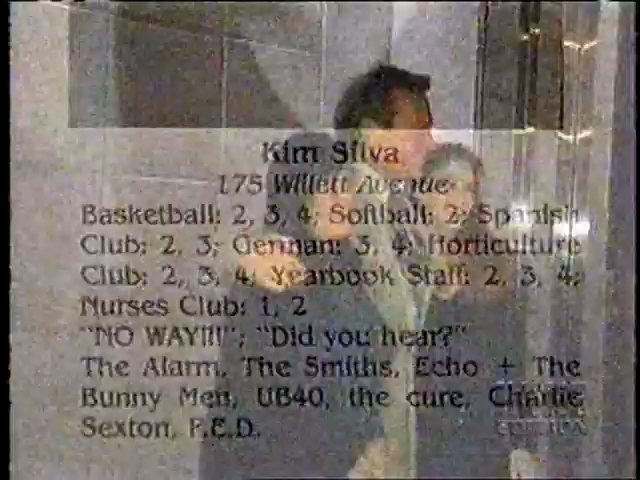 Kim Silva
175 Willett Avenue
Basketball: 2, 3, 4; Softball: 2; Spanish
Club: 2, 3; German: 3, 4; Horticulture
Club: 2, 3, 4; Yearbook Staff: 2, 3, 4;
Nurses Club: 1, 2
"NO WAY!!!"; "Did you hear?"
The Alarm, The Smiths, Echo + The
Bunny Men, UB40, the cure, Charlie
Sexton, P.E.D.